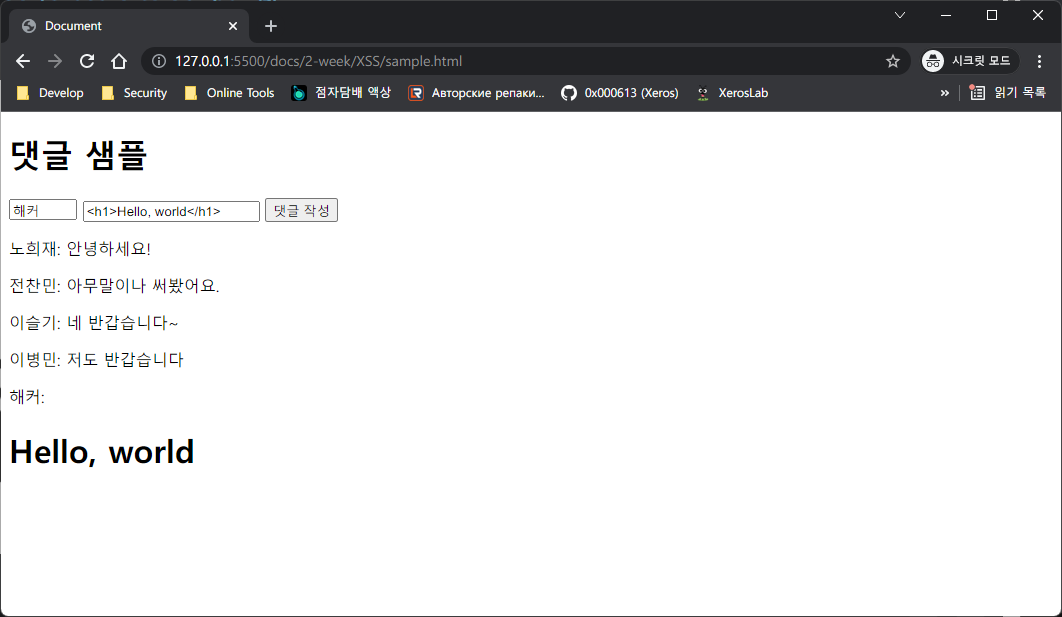 Document
127.0.0.1:5500/docs/2-week/XSS/sample.html 시크릿 모드
Develop Security Online Tools 점자담배 액상 Авторские репаки... 0x000613 (Xeros) XerosLab » 읽기 목록
댓글 샘플
해커 <h1>Hello, world</h1> 댓글 작성
노희재: 안녕하세요!
전찬민: 아무말이나 써봤어요.
이슬기: 네 반갑습니다~
이병민: 저도 반갑습니다
해커:
Hello, world